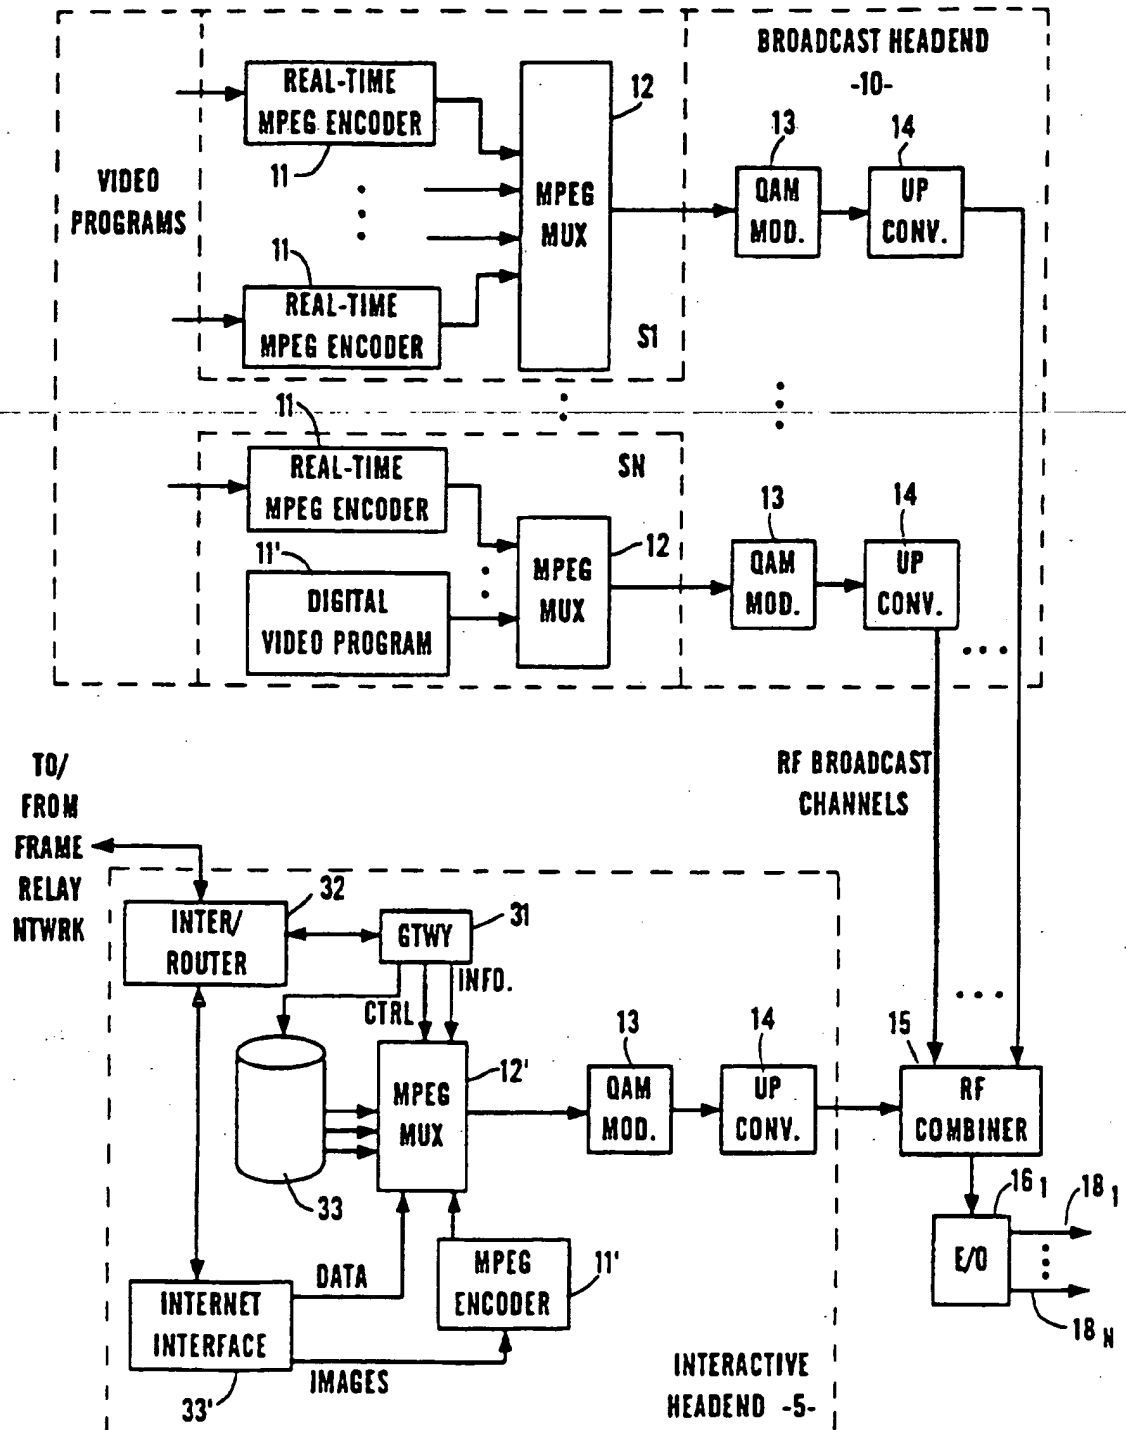 BROADCAST HEADEND
-10-
REAL-TIME
MPEG ENCODER
11
12
MPEG
MUX
13
QAM
MOD.
14
UP
CONV.
VIDEO
PROGRAMS
11
REAL-TIME
MPEG ENCODER
S1
11
REAL-TIME
MPEG ENCODER
SN
11'
DIGITAL
VIDEO PROGRAM
12
MPEG
MUX
13
QAM
MOD.
14
UP
CONV.
RF BROADCAST
CHANNELS
TO/
FROM
FRAME
RELAY
NTWRK
32
INTER/
ROUTER
31
GTWY
CTRL
INFO.
33
12'
MPEG
MUX
13
QAM
MOD.
14
UP
CONV.
15
RF
COMBINER
16 1
E/O
18 1
18 N
DATA
MPEG
ENCODER
11'
INTERNET
INTERFACE
IMAGES
33'
INTERACTIVE
HEADEND -5-